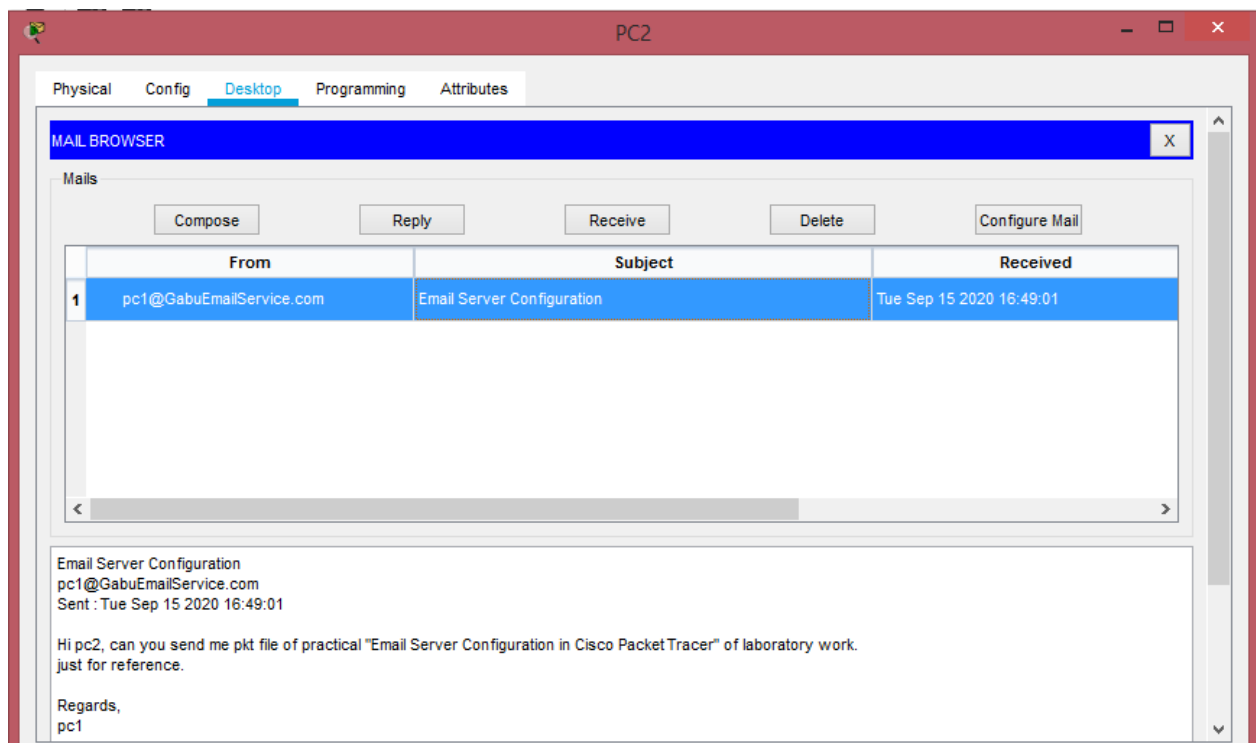 PC2
Physical Config Desktop Programming Attributes
MAIL BROWSER X
Mails
Compose Reply Receive Delete Configure Mail
From Subject Received
1 pc1@GabuEmailService.com Email Server Configuration Tue Sep 15 2020 16:49:01
Email Server Configuration
pc1@GabuEmailService.com
Sent : Tue Sep 15 2020 16:49:01
Hi pc2, can you send me pkt file of practical "Email Server Configuration in Cisco Packet Tracer" of laboratory work.
just for reference.
Regards,
pc1